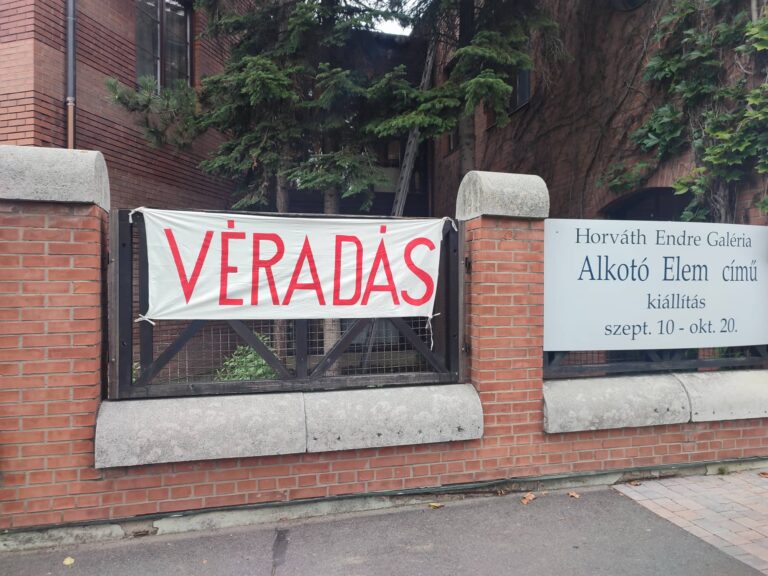 VÉRADÁS
Horváth Endre Galéria
Alkotó Elem című
kiállítás
szept. 10 - okt. 20.